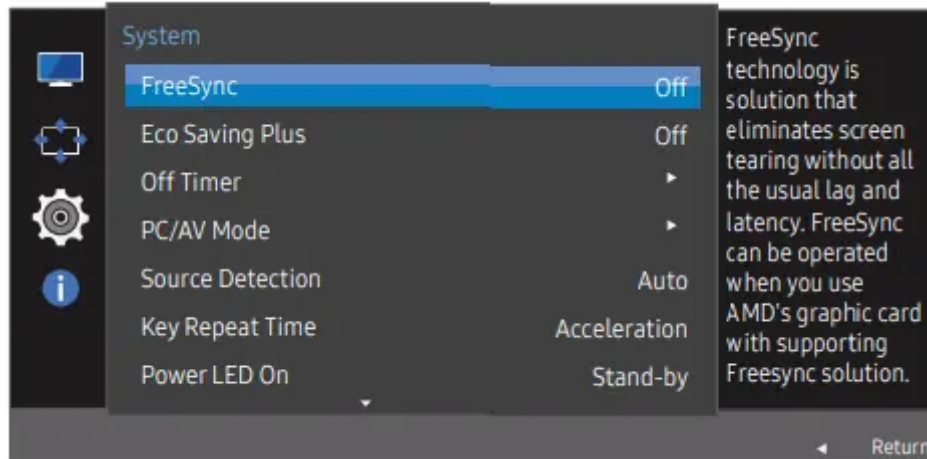 System
FreeSync Off
Eco Saving Plus Off
Off Timer ▸
PC/AV Mode ▸
Source Detection Auto
Key Repeat Time Acceleration
Power LED On Stand-by
FreeSync
technology is
solution that
eliminates screen
tearing without all
the usual lag and
latency. FreeSync
can be operated
when you use
AMD's graphic card
with supporting
Freesync solution.
◂ Return